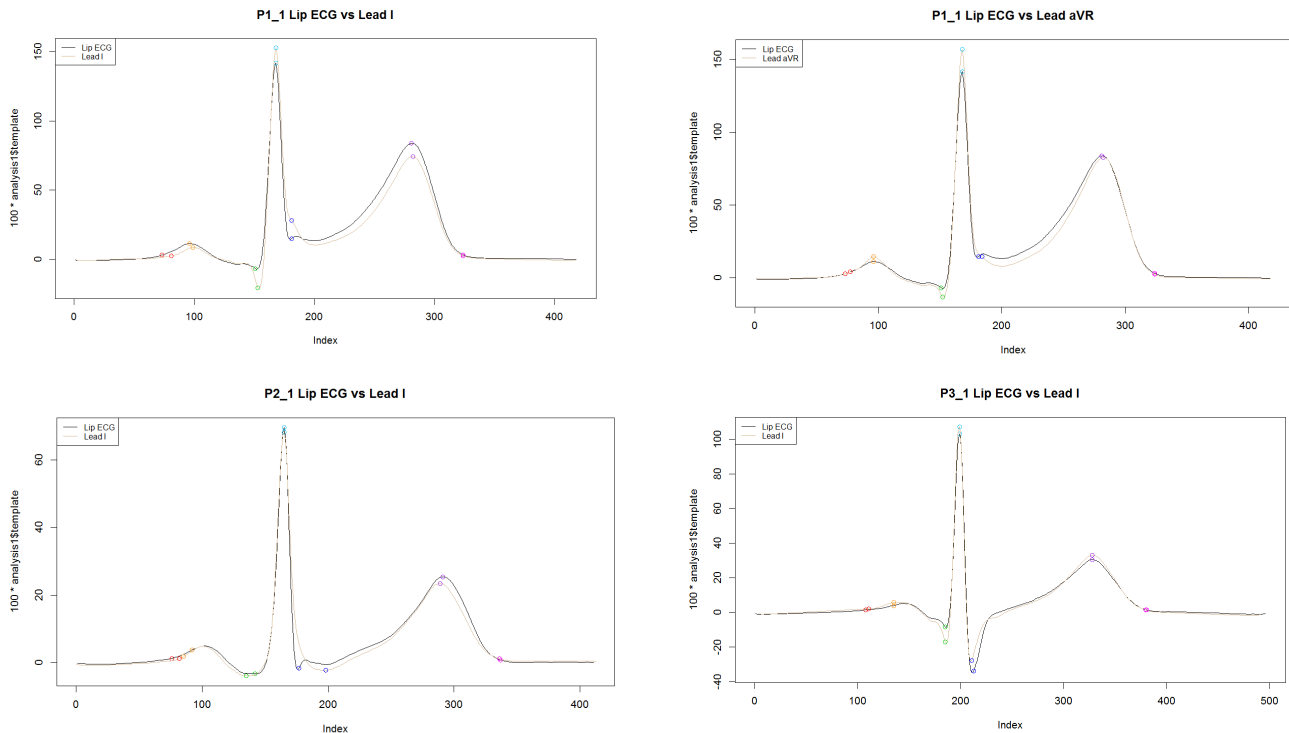 P1_1 Lip ECG vs Lead I
Lip ECG
Lead I
100 * analysis1$template
150
100
50
0
0 100 200 300 400
Index
P1_1 Lip ECG vs Lead aVR
Lip ECG
Lead aVR
100 * analysis1$template
150
100
50
0
0 100 200 300 400
Index
P2_1 Lip ECG vs Lead I
Lip ECG
Lead I
100 * analysis1$template
60
40
20
0
0 100 200 300 400
Index
P3_1 Lip ECG vs Lead I
Lip ECG
Lead I
100 * analysis1$template
100
80
60
40
20
0
-20
-40
0 100 200 300 400 500
Index